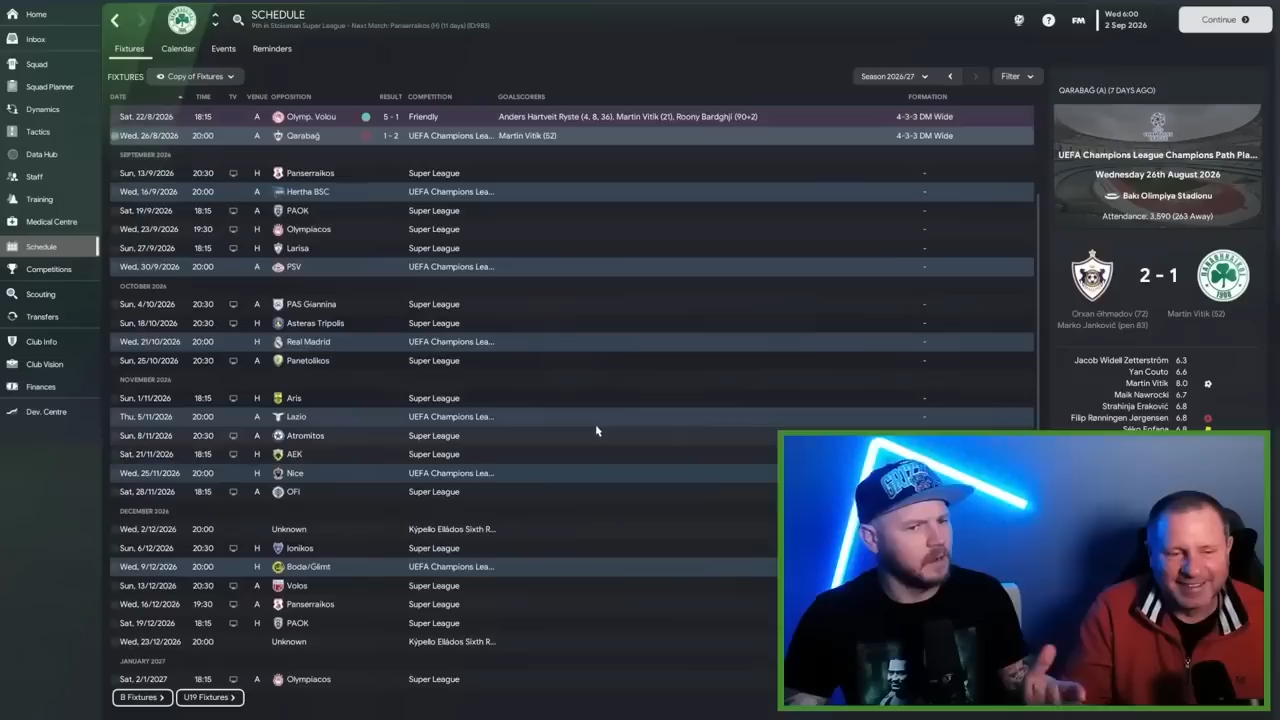 Home
SCHEDULE
9th in Stoisman Super League - Next Match: Panserraikos (H) (11 days) (ID:983)
FM
Wed 6:00
2 Sep 2026
Continue
Inbox
Squad
Squad Planner
Dynamics
Tactics
Data Hub
Staff
Training
Medical Centre
Schedule
Competitions
Scouting
Transfers
Club Info
Club Vision
Finances
Dev. Centre
Fixtures Calendar Events Reminders
FIXTURES Copy of Fixtures Season 2026/27 Filter
DATE TIME TV VENUE OPPOSITION RESULT COMPETITION GOALSCORERS FORMATION
Sat, 22/8/2026 18:15 A Olymp. Volou 5 - 1 Friendly Anders Hartveit Ryste (4, 8, 36), Martin Vitik (21), Roony Bardghji (90+2) 4-3-3 DM Wide
Wed, 26/8/2026 20:00 A Qarabağ 1 - 2 UEFA Champions Lea... Martin Vitik (52) 4-3-3 DM Wide
SEPTEMBER 2026
Sun, 13/9/2026 20:30 H Panserraikos Super League -
Wed, 16/9/2026 20:00 A Hertha BSC UEFA Champions Lea... -
Sat, 19/9/2026 18:15 A PAOK Super League -
Wed, 23/9/2026 19:30 H Olympiacos Super League -
Sun, 27/9/2026 18:15 H Larisa Super League -
Wed, 30/9/2026 20:00 A PSV UEFA Champions Lea... -
OCTOBER 2026
Sun, 4/10/2026 20:30 A PAS Giannina Super League -
Sun, 18/10/2026 20:30 H Asteras Tripolis Super League -
Wed, 21/10/2026 20:00 H Real Madrid UEFA Champions Lea... -
Sun, 25/10/2026 20:30 A Panetolikos Super League -
NOVEMBER 2026
Sun, 1/11/2026 18:15 H Aris Super League -
Thu, 5/11/2026 20:00 A Lazio UEFA Champions Lea... -
Sun, 8/11/2026 20:30 A Atromitos Super League
Sat, 21/11/2026 18:15 H AEK Super League
Wed, 25/11/2026 20:00 H Nice UEFA Champions Lea...
Sat, 28/11/2026 18:15 A OFI Super League
DECEMBER 2026
Wed, 2/12/2026 20:00 Unknown Kýpello Elládos Sixth R...
Sun, 6/12/2026 20:30 H Ionikos Super League
Wed, 9/12/2026 20:00 H Bodø/Glimt UEFA Champions Lea...
Sun, 13/12/2026 20:30 A Volos Super League
Wed, 16/12/2026 19:30 A Panserraikos Super League
Sat, 19/12/2026 18:15 H PAOK Super League
Wed, 23/12/2026 20:00 Unknown Kýpello Elládos Sixth R...
JANUARY 2027
Sat, 2/1/2027 18:15 A Olympiacos Super League
B Fixtures U19 Fixtures
QARABAĞ (A) (7 DAYS AGO)
UEFA Champions League Champions Path Pla...
Wednesday 26th August 2026
Bakı Olimpiya Stadionu
Attendance: 3,590 (263 Away)
2 - 1
Orxan Əhmədov (72)
Marko Janković (pen 83)
Martin Vitik (52)
Jacob Widell Zetterström 6.3
Yan Couto 6.6
Martin Vitik 8.0
Maik Nawrocki 6.7
Strahinja Eraković 6.8
Filip Rønningen Jørgensen 6.8
Séko Fofana 6.8